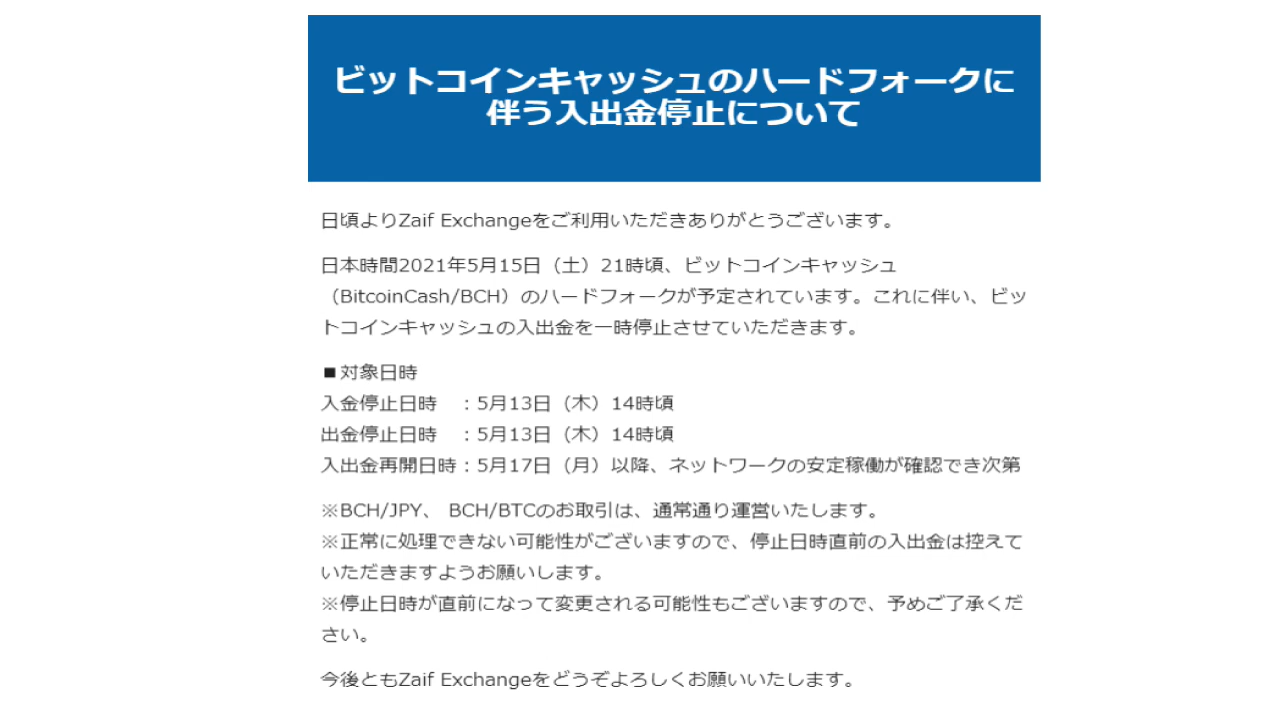 ビットコインキャッシュのハードフォークに
伴う入出金停止について
日頃よりZaif Exchangeをご利用いただきありがとうございます。
日本時間2021年5月15日（土）21時頃、ビットコインキャッシュ
（BitcoinCash/BCH）のハードフォークが予定されています。これに伴い、ビッ
トコインキャッシュの入出金を一時停止させていただきます。
■対象日時
入金停止日時　：5月13日（木）14時頃
出金停止日時　：5月13日（木）14時頃
入出金再開日時：5月17日（月）以降、ネットワークの安定稼働が確認でき次第
※BCH/JPY、 BCH/BTCのお取引は、通常通り運営いたします。
※正常に処理できない可能性がございますので、停止日時直前の入出金は控えて
いただきますようお願いします。
※停止日時が直前になって変更される可能性もございますので、予めご了承くだ
さい。
今後ともZaif Exchangeをどうぞよろしくお願いいたします。